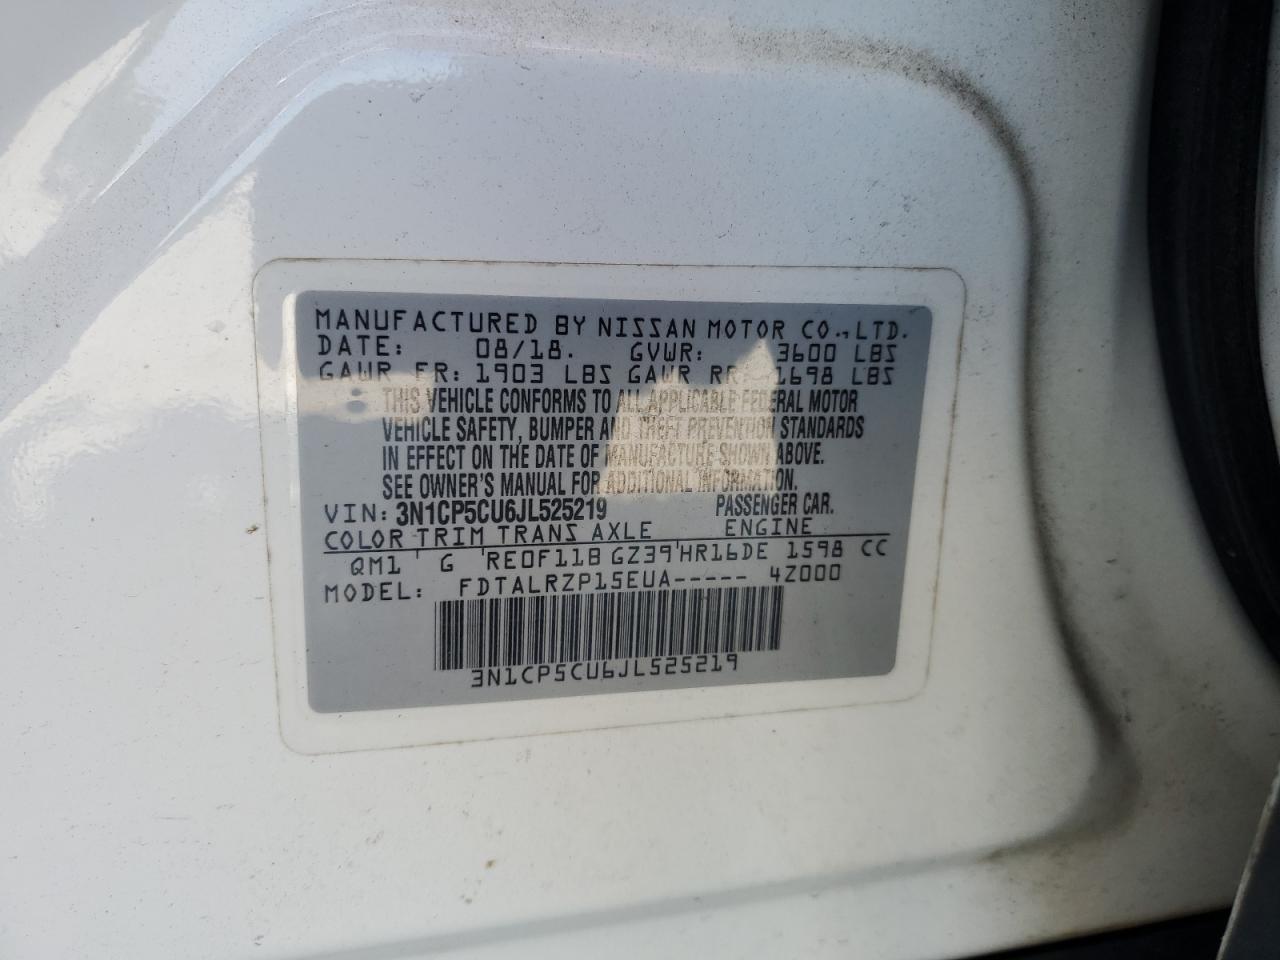 MANUFACTURED BY NISSAN MOTOR CO., LTD.
DATE: 08/18. GVWR: 3600 LBS
GAWR FR: 1903 LBS GAWR RR: 1698 LBS
THIS VEHICLE CONFORMS TO ALL APPLICABLE FEDERAL MOTOR
VEHICLE SAFETY, BUMPER AND THEFT PREVENTION STANDARDS
IN EFFECT ON THE DATE OF MANUFACTURE SHOWN ABOVE.
SEE OWNER'S MANUAL FOR ADDITIONAL INFORMATION.
VIN: 3N1CP5CU6JL525219 PASSENGER CAR.
COLOR TRIM TRANS AXLE ENGINE
QM1 ' G ' RE0F11B GZ39 ' HR16DE 1598 CC
MODEL: FDTALRZP15EUA----- 4Z000
3N1CP5CU6JL525219